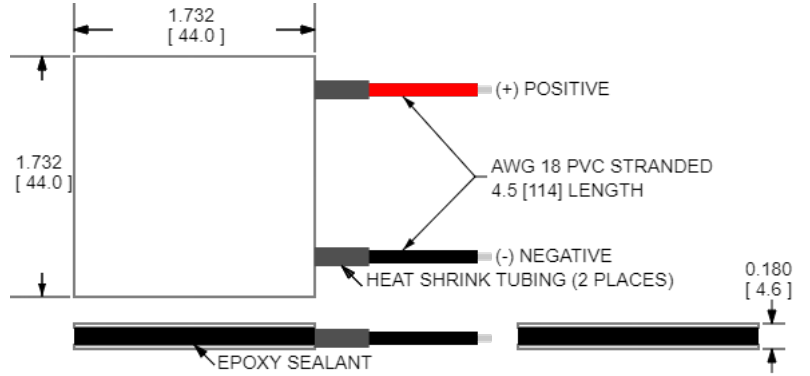 1.732
[ 44.0 ]
(+) POSITIVE
1.732
[ 44.0 ]
AWG 18 PVC STRANDED
4.5 [114] LENGTH
(-) NEGATIVE
HEAT SHRINK TUBING (2 PLACES)
0.180
[ 4.6 ]
EPOXY SEALANT